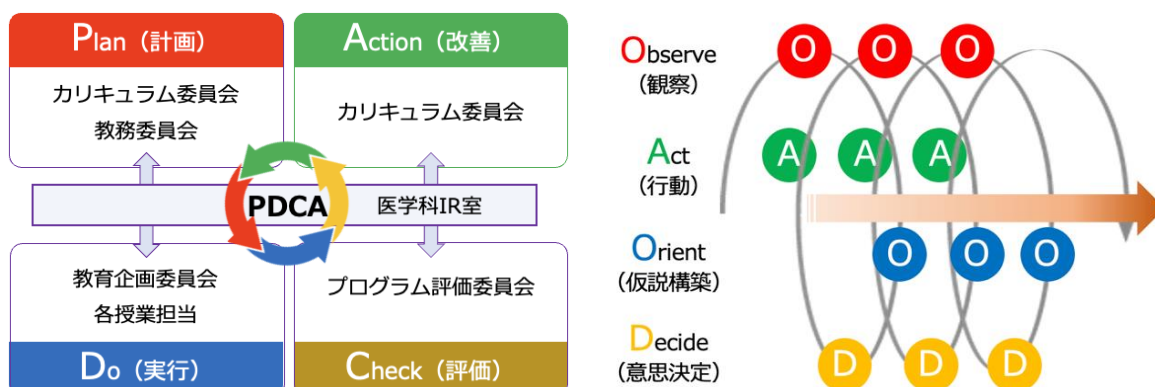 Plan（計画）
カリキュラム委員会
教務委員会
Action（改善）
カリキュラム委員会
PDCA
医学科IR室
教育企画委員会
各授業担当
Do（実行）
プログラム評価委員会
Check（評価）
Observe
（観察）
O O O
Act
（行動）
A A A
Orient
（仮説構築）
O O O
Decide
（意思決定）
D D D